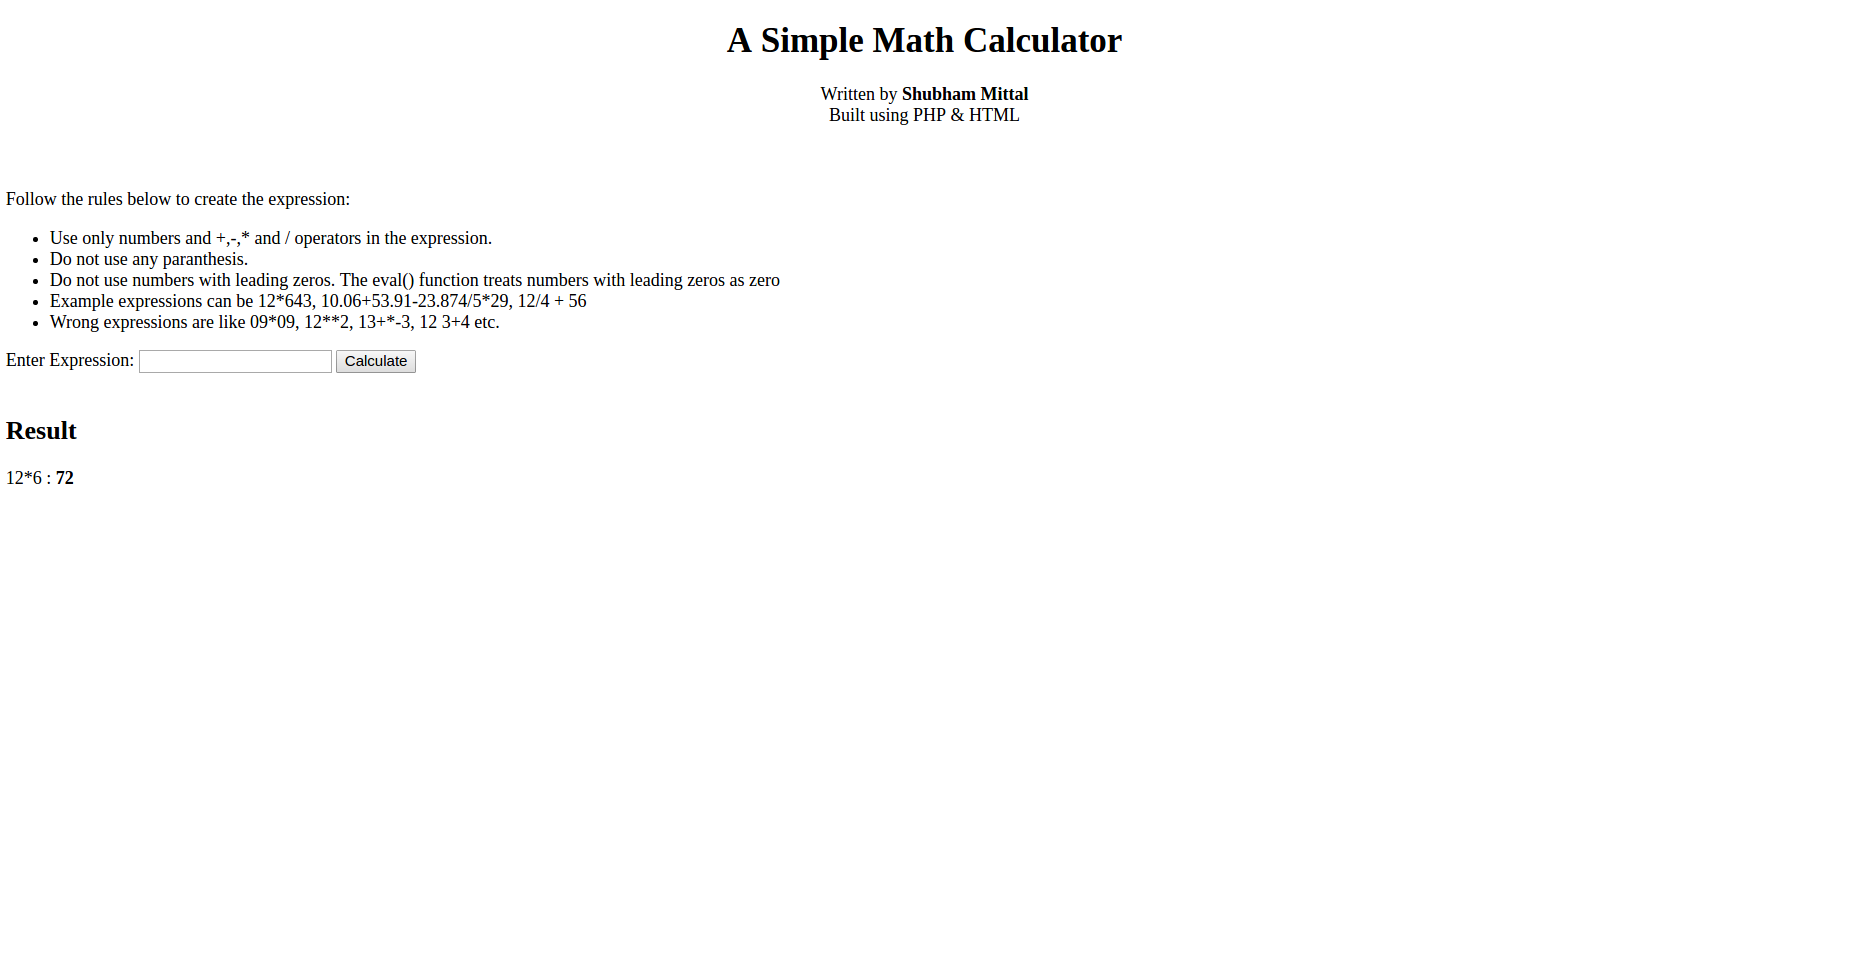 A Simple Math Calculator
Written by Shubham Mittal
Built using PHP & HTML
Follow the rules below to create the expression:
• Use only numbers and +,-,* and / operators in the expression.
• Do not use any paranthesis.
• Do not use numbers with leading zeros. The eval() function treats numbers with leading zeros as zero
• Example expressions can be 12*643, 10.06+53.91-23.874/5*29, 12/4 + 56
• Wrong expressions are like 09*09, 12**2, 13+*-3, 12 3+4 etc.
Enter Expression: Calculate
Result
12*6 : 72